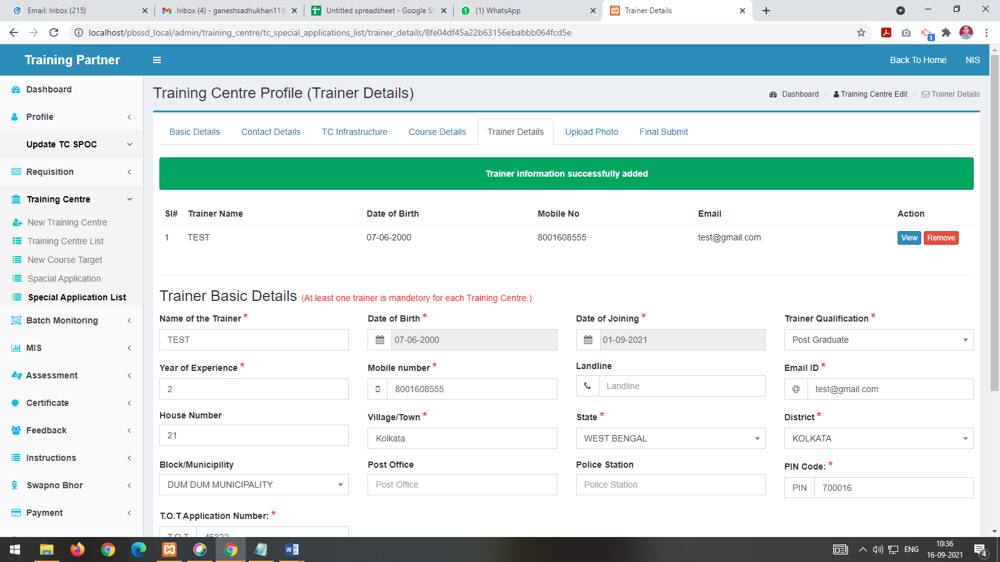 Email: Inbox (215)
Inbox (4) - ganeshsadhukhan11@
Untitled spreadsheet - Google Sh
(1) WhatsApp
Trainer Details
localhost/pbssd_local/admin/training_centre/tc_special_applications_list/trainer_details/8fe04df45a22b63156ebabbb064fcd5e
1
Training Partner
Back To Home
NIS
Dashboard
Profile
Update TC SPOC
Requisition
Training Centre
New Training Centre
Training Centre List
New Course Target
Spacial Application
Special Application List
Batch Monitoring
MIS
Assessment
Certificate
Feedback
Instructions
Swapno Bhor
Payment
Training Centre Profile (Trainer Details)
Dashboard > Training Centre Edit > Trainer Details
Basic Details
Contact Details
TC Infrastructure
Course Details
Trainer Details
Upload Photo
Final Submit
Trainer information successfully added
Sl# Trainer Name Date of Birth Mobile No Email Action
1 TEST 07-06-2000 8001608555 test@gmail.com View Remove
Trainer Basic Details (At least one trainer is mandetory for each Training Centre.)
Name of the Trainer * Date of Birth * Date of Joining * Trainer Qualification *
TEST 07-06-2000 01-09-2021 Post Graduate
Year of Experience * Mobile number * Landline Email ID *
2 8001608555 Landline @ test@gmail.com
House Number Village/Town * State * District *
21 Kolkata WEST BENGAL KOLKATA
Block/Municipility Post Office Police Station PIN Code: *
DUM DUM MUNICIPALITY Post Office Police Station PIN 700016
T.O.T Application Number: *
T.O.T 46322
ENG
10:36
16-09-2021
4